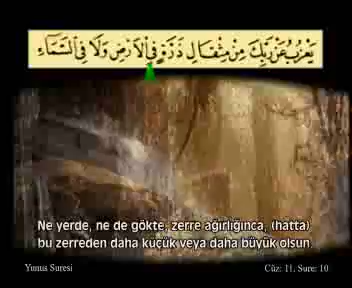 يَعْزُبُ عَن رَّبِّكَ مِن مِّثْقَالِ ذَرَّةٍ فِي الْأَرْضِ وَلَا فِي السَّمَاءِ
Ne yerde, ne de gökte, zerre ağırlığınca, (hatta)
bu zerreden daha küçük veya daha büyük olsun,
Yunus Suresi
Cüz: 11, Sure: 10